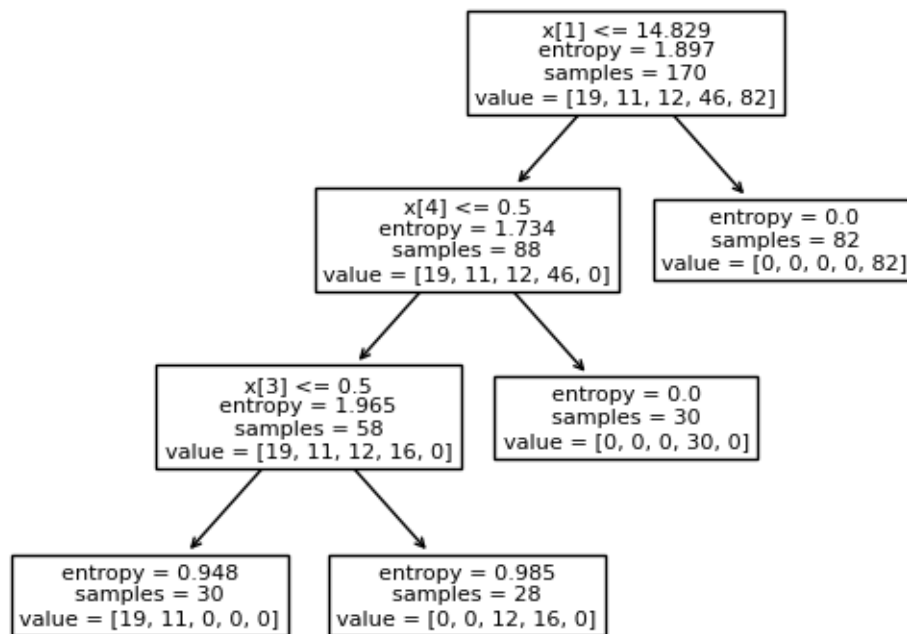 x[1] <= 14.829
entropy = 1.897
samples = 170
value = [19, 11, 12, 46, 82]
x[4] <= 0.5
entropy = 1.734
samples = 88
value = [19, 11, 12, 46, 0]
entropy = 0.0
samples = 82
value = [0, 0, 0, 0, 82]
x[3] <= 0.5
entropy = 1.965
samples = 58
value = [19, 11, 12, 16, 0]
entropy = 0.0
samples = 30
value = [0, 0, 0, 30, 0]
entropy = 0.948
samples = 30
value = [19, 11, 0, 0, 0]
entropy = 0.985
samples = 28
value = [0, 0, 12, 16, 0]